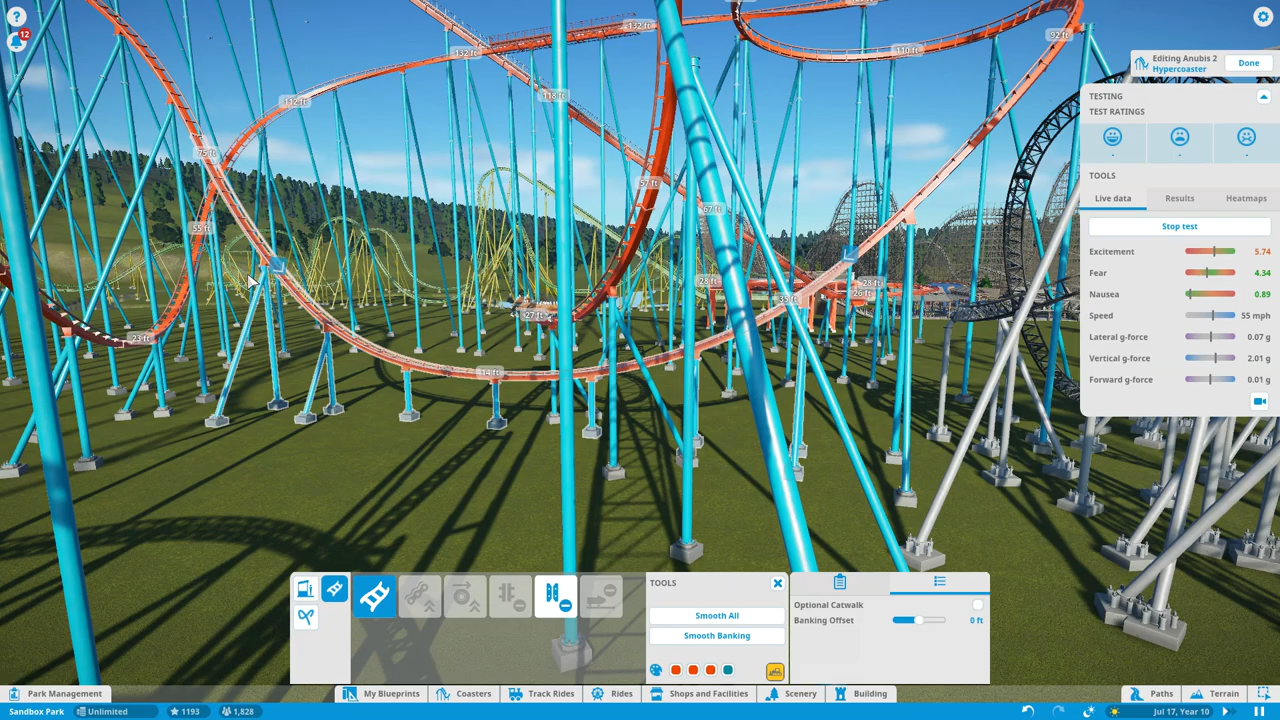 ?
12
132 ft
132 ft
110 ft
92 ft
112 ft
118 ft
75 ft
57 ft
67 ft
55 ft
28 ft
28 ft
26 ft
35 ft
27 ft
23 ft
14 ft
Editing Anubis 2
Hypercoaster
Done
TESTING
TEST RATINGS
- - -
TOOLS
Live data Results Heatmaps
Stop test
Excitement 5.74
Fear 4.34
Nausea 0.89
Speed 55 mph
Lateral g-force 0.07 g
Vertical g-force 2.01 g
Forward g-force 0.01 g
TOOLS
Smooth All
Smooth Banking
Optional Catwalk
Banking Offset 0 ft
Park Management My Blueprints Coasters Track Rides Rides Shops and Facilities Scenery Building Paths Terrain
Sandbox Park Unlimited 1193 1,828 Jul 17, Year 10